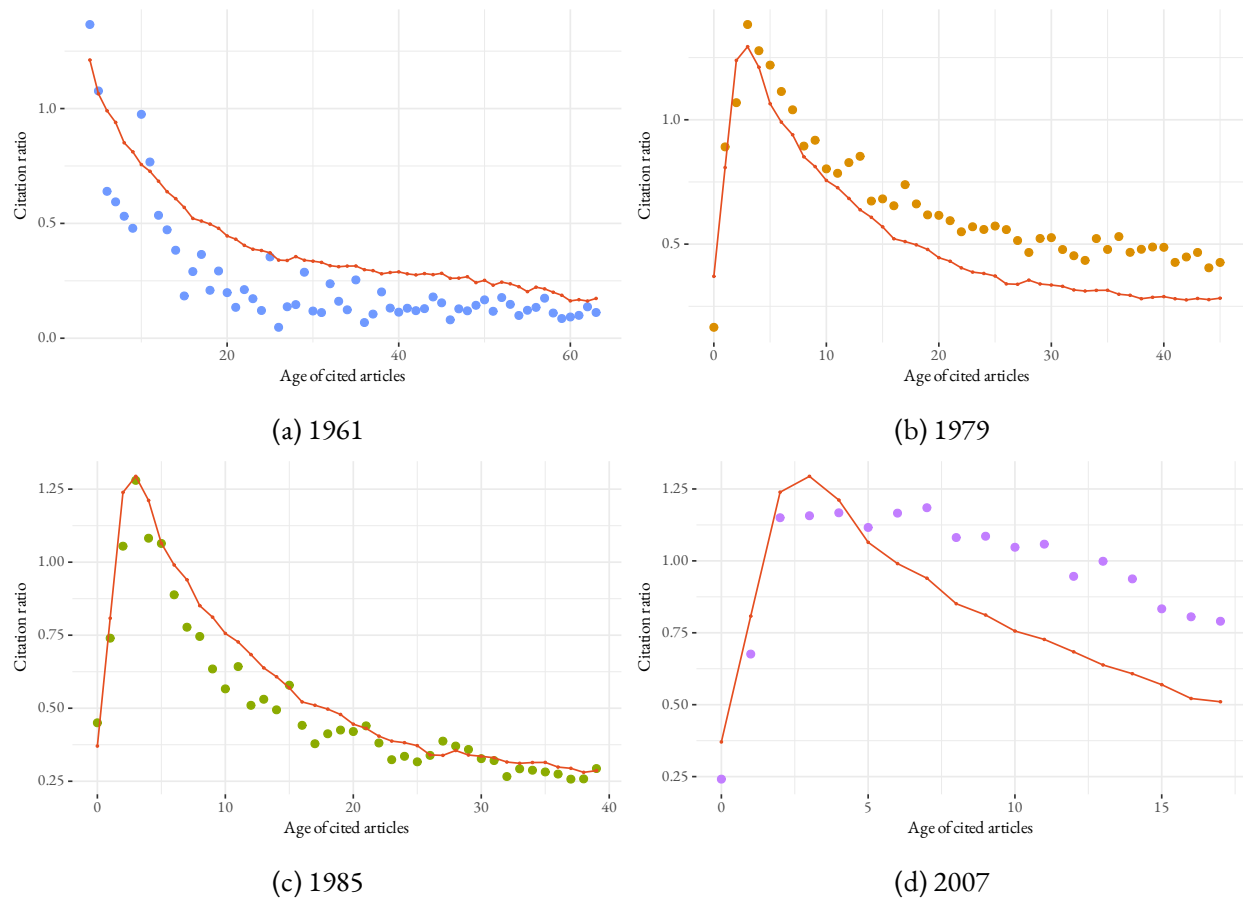 Citation ratio
1.0
0.5
0.0
20 40 60
Age of cited articles
(a) 1961
Citation ratio
1.0
0.5
0 10 20 30 40
Age of cited articles
(b) 1979
Citation ratio
1.25
1.00
0.75
0.50
0.25
0 10 20 30 40
Age of cited articles
(c) 1985
Citation ratio
1.25
1.00
0.75
0.50
0.25
0 5 10 15
Age of cited articles
(d) 2007